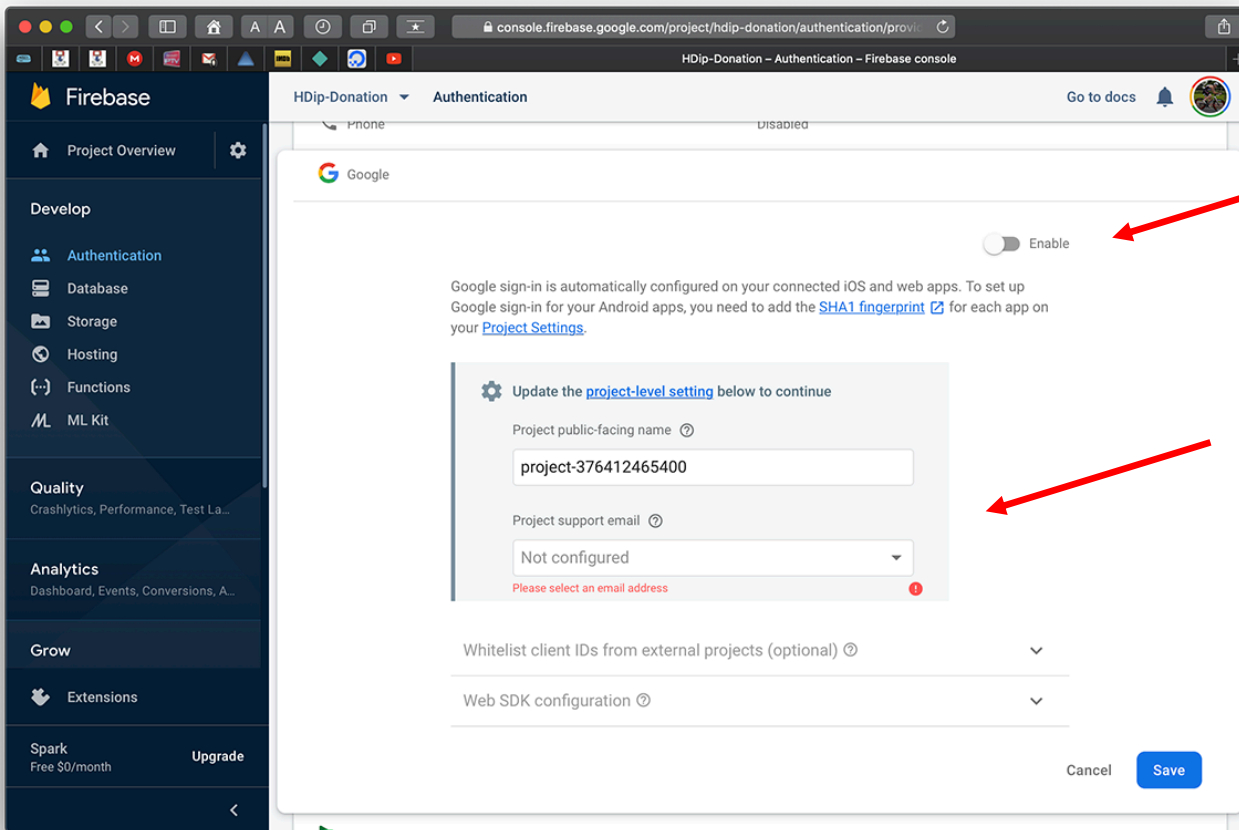 A A
console.firebase.google.com/project/hdip-donation/authentication/provid
HDip-Donation – Authentication – Firebase console
Firebase
HDip-Donation
Authentication
Go to docs
Project Overview
Develop
Authentication
Database
Storage
Hosting
Functions
ML Kit
Quality
Crashlytics, Performance, Test La...
Analytics
Dashboard, Events, Conversions, A...
Grow
Extensions
Spark
Free $0/month
Upgrade
Phone
Disabled
Google
Enable
Google sign-in is automatically configured on your connected iOS and web apps. To set up
Google sign-in for your Android apps, you need to add the SHA1 fingerprint for each app on
your Project Settings.
Update the project-level setting below to continue
Project public-facing name
project-376412465400
Project support email
Not configured
Please select an email address
Whitelist client IDs from external projects (optional)
Web SDK configuration
Cancel
Save